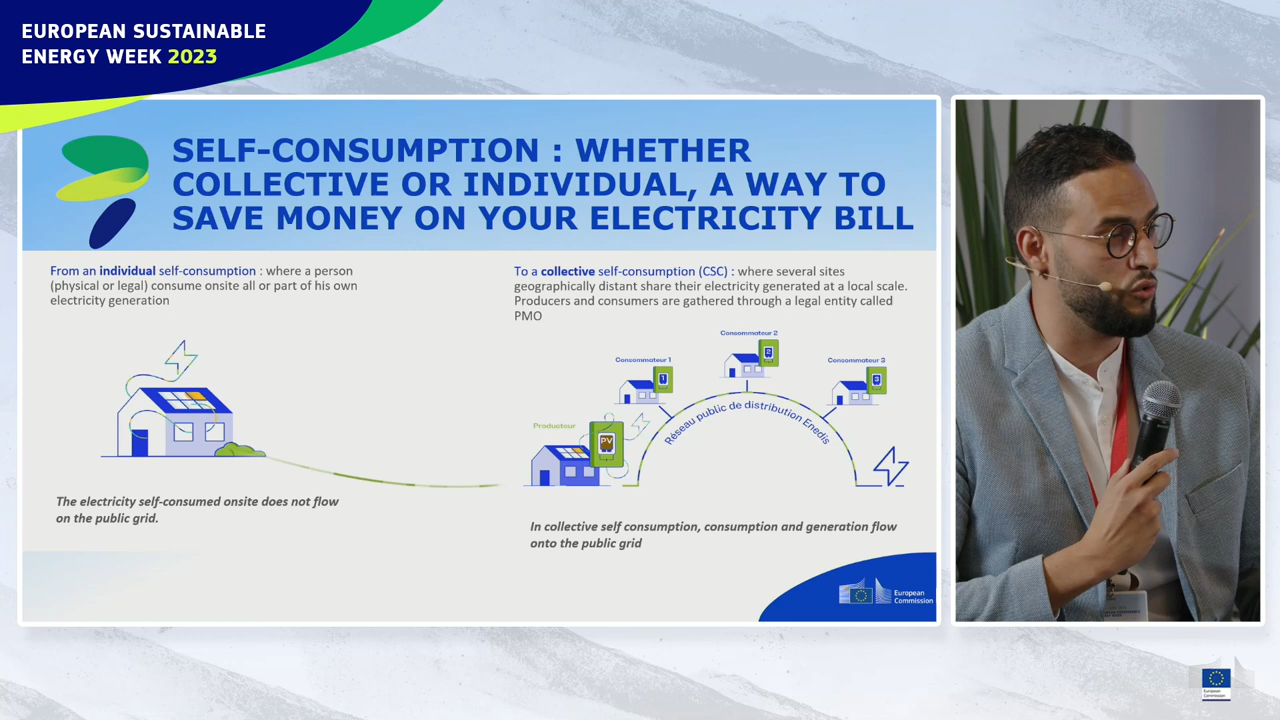 EUROPEAN SUSTAINABLE
ENERGY WEEK 2023
SELF-CONSUMPTION : WHETHER
COLLECTIVE OR INDIVIDUAL, A WAY TO
SAVE MONEY ON YOUR ELECTRICITY BILL
From an individual self-consumption : where a person
(physical or legal) consume onsite all or part of his own
electricity generation
To a collective self-consumption (CSC) : where several sites
geographically distant share their electricity generated at a local scale.
Producers and consumers are gathered through a legal entity called
PMO
Consommateur 2
Consommateur 1
Consommateur 3
2
1
3
Réseau public de distribution Enedis
Producteur
PV
The electricity self-consumed onsite does not flow
on the public grid.
In collective self consumption, consumption and generation flow
onto the public grid
European
Commission
European
Commission